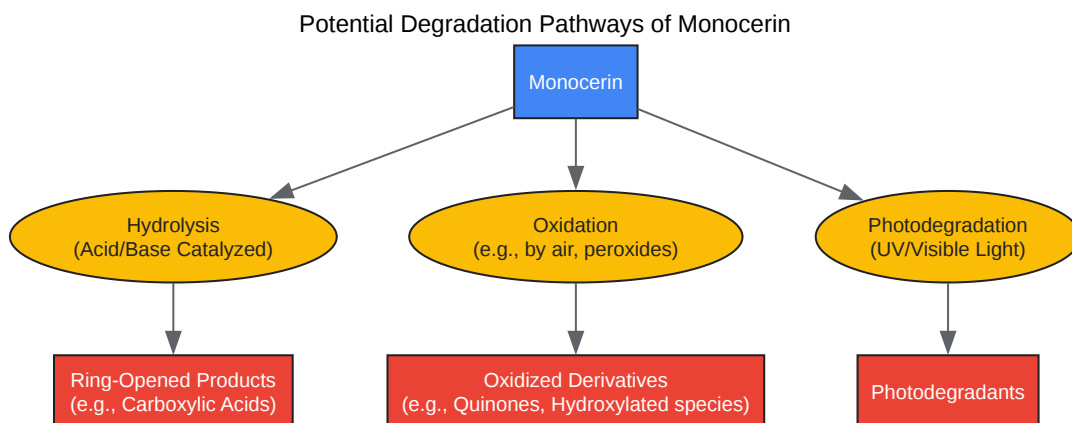 Potential Degradation Pathways of Monocerin
Monocerin
Hydrolysis
(Acid/Base Catalyzed)
Oxidation
(e.g., by air, peroxides)
Photodegradation
(UV/Visible Light)
Ring-Opened Products
(e.g., Carboxylic Acids)
Oxidized Derivatives
(e.g., Quinones, Hydroxylated species)
Photodegradants